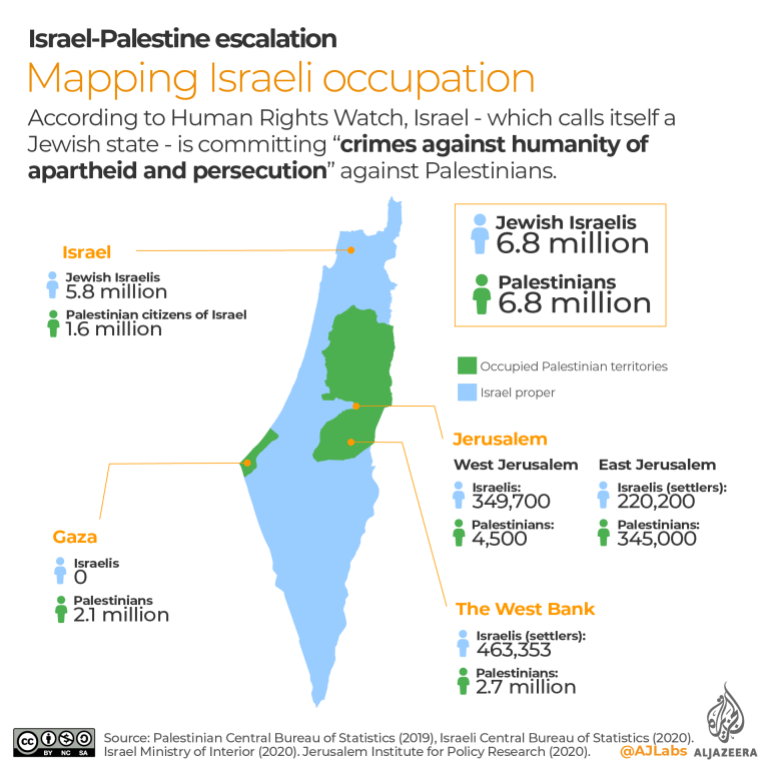 Israel-Palestine escalation
Mapping Israeli occupation
According to Human Rights Watch, Israel - which calls itself a
Jewish state - is committing “crimes against humanity of
apartheid and persecution” against Palestinians.
Jewish Israelis
6.8 million
Palestinians
6.8 million
Israel
Jewish Israelis
5.8 million
Palestinian citizens of Israel
1.6 million
Occupied Palestinian territories
Israel proper
Jerusalem
West Jerusalem
Israelis:
349,700
Palestinians:
4,500
East Jerusalem
Israelis (settlers):
220,200
Palestinians:
345,000
Gaza
Israelis
0
Palestinians
2.1 million
The West Bank
Israelis (settlers):
463,353
Palestinians:
2.7 million
cc BY NC SA
Source: Palestinian Central Bureau of Statistics (2019), Israeli Central Bureau of Statistics (2020).
Israel Ministry of Interior (2020). Jerusalem Institute for Policy Research (2020).
@AJLabs
ALJAZEERA